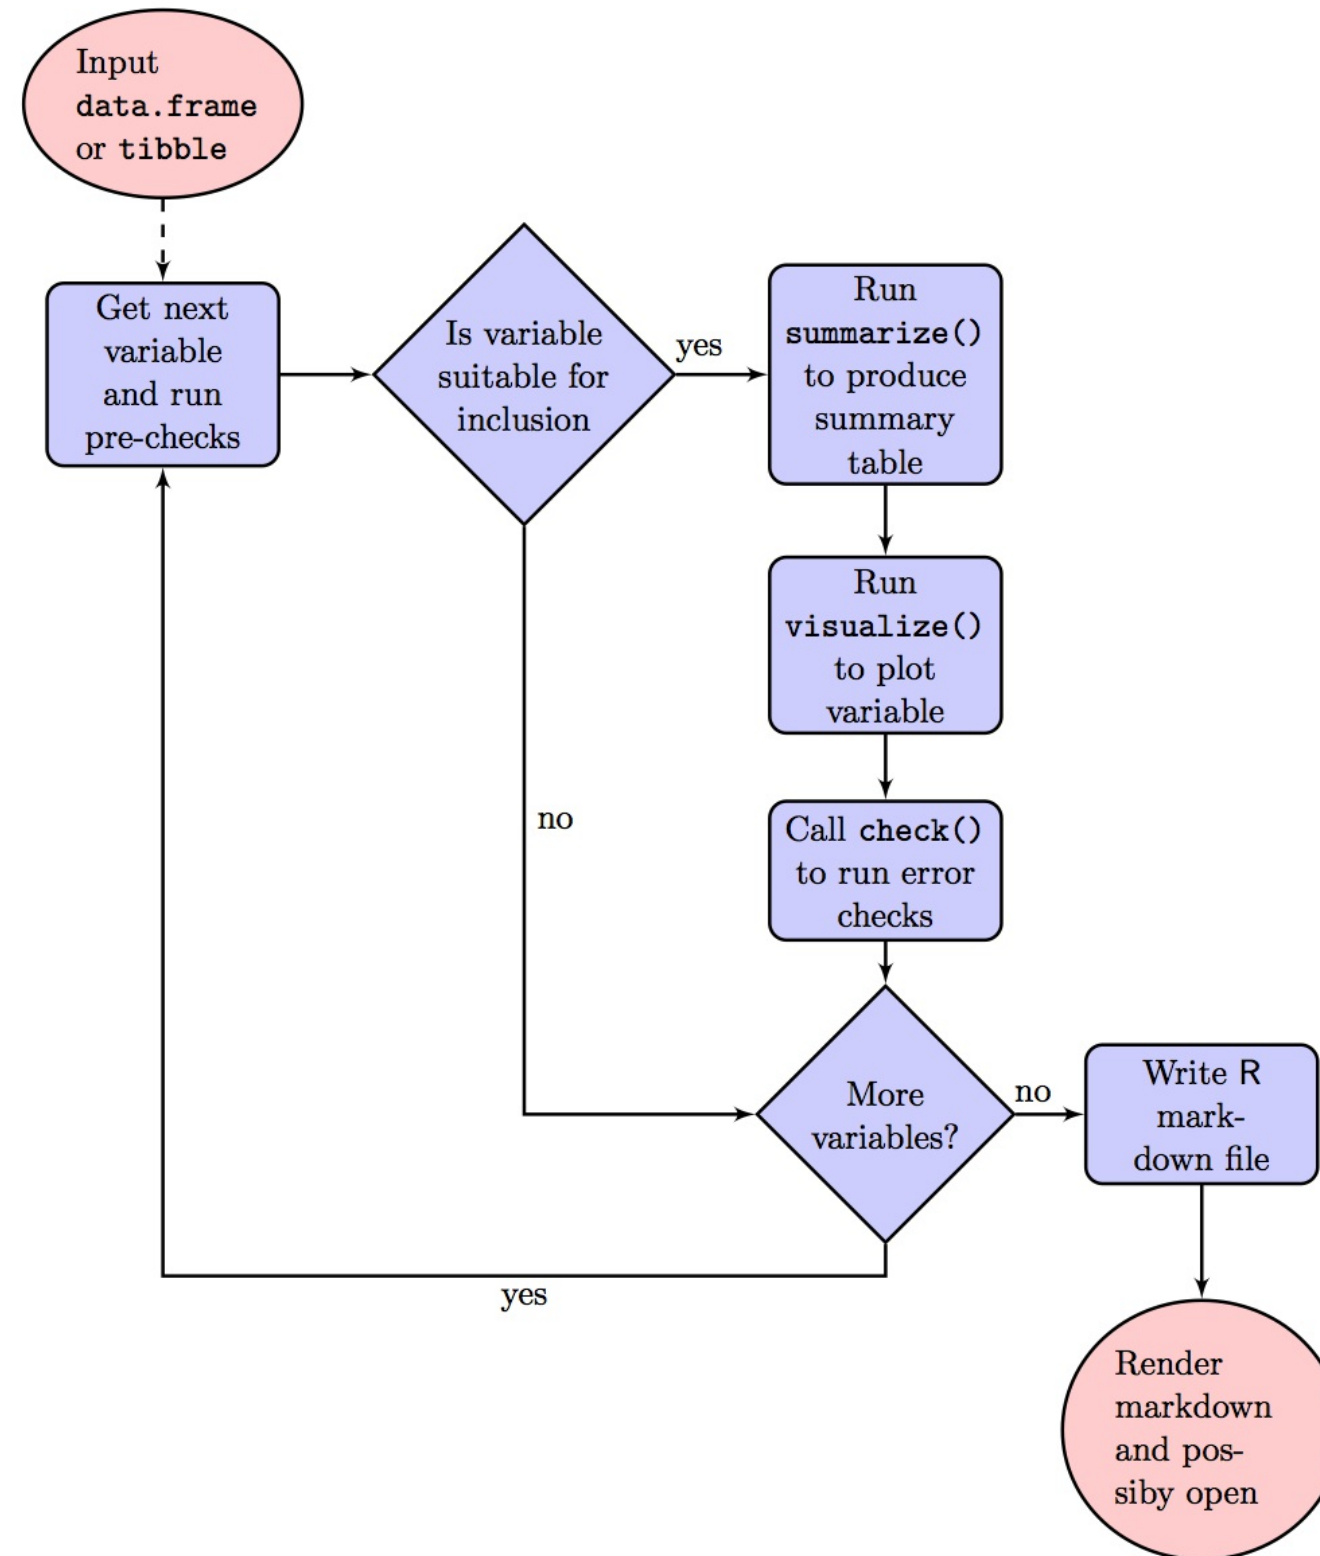 Input
data.frame
or tibble
Get next
variable
and run
pre-checks
Is variable
suitable for
inclusion
yes
Run
summarize()
to produce
summary
table
Run
visualize()
to plot
variable
no
Call check()
to run error
checks
More
variables?
no
Write R
mark-
down file
yes
Render
markdown
and pos-
siby open